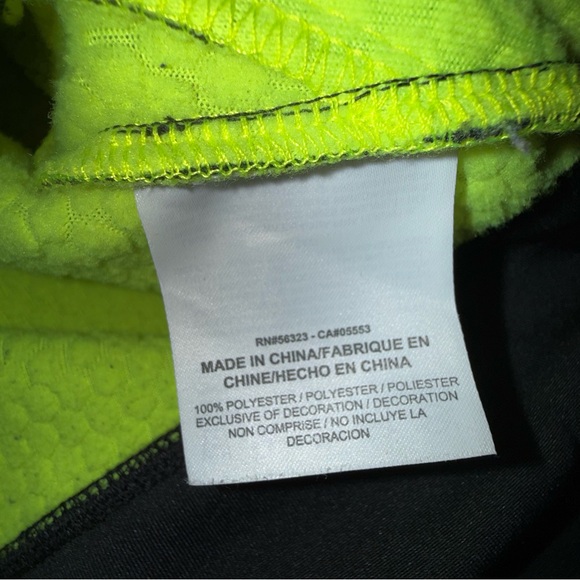 RN#56323 - CA#05553
MADE IN CHINA/FABRIQUE EN
CHINE/HECHO EN CHINA
100% POLYESTER / POLYESTER / POLIESTER
EXCLUSIVE OF DECORATION / DECORATION
NON COMPRISE / NO INCLUYE LA
DECORACION